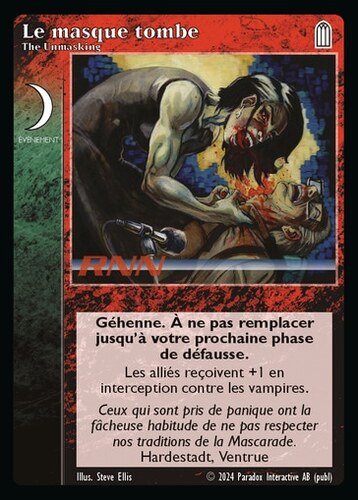 Le masque tombe
The Unmasking
ÉVÉNEMENT
RNN
Géhenne. À ne pas remplacer
jusqu'à votre prochaine phase
de défausse.
Les alliés reçoivent +1 en
interception contre les vampires.
Ceux qui sont pris de panique ont la
fâcheuse habitude de ne pas respecter
nos traditions de la Mascarade.
Hardestadt, Ventrue
Illus. Steve Ellis
© 2024 Paradox Interactive AB (publ)